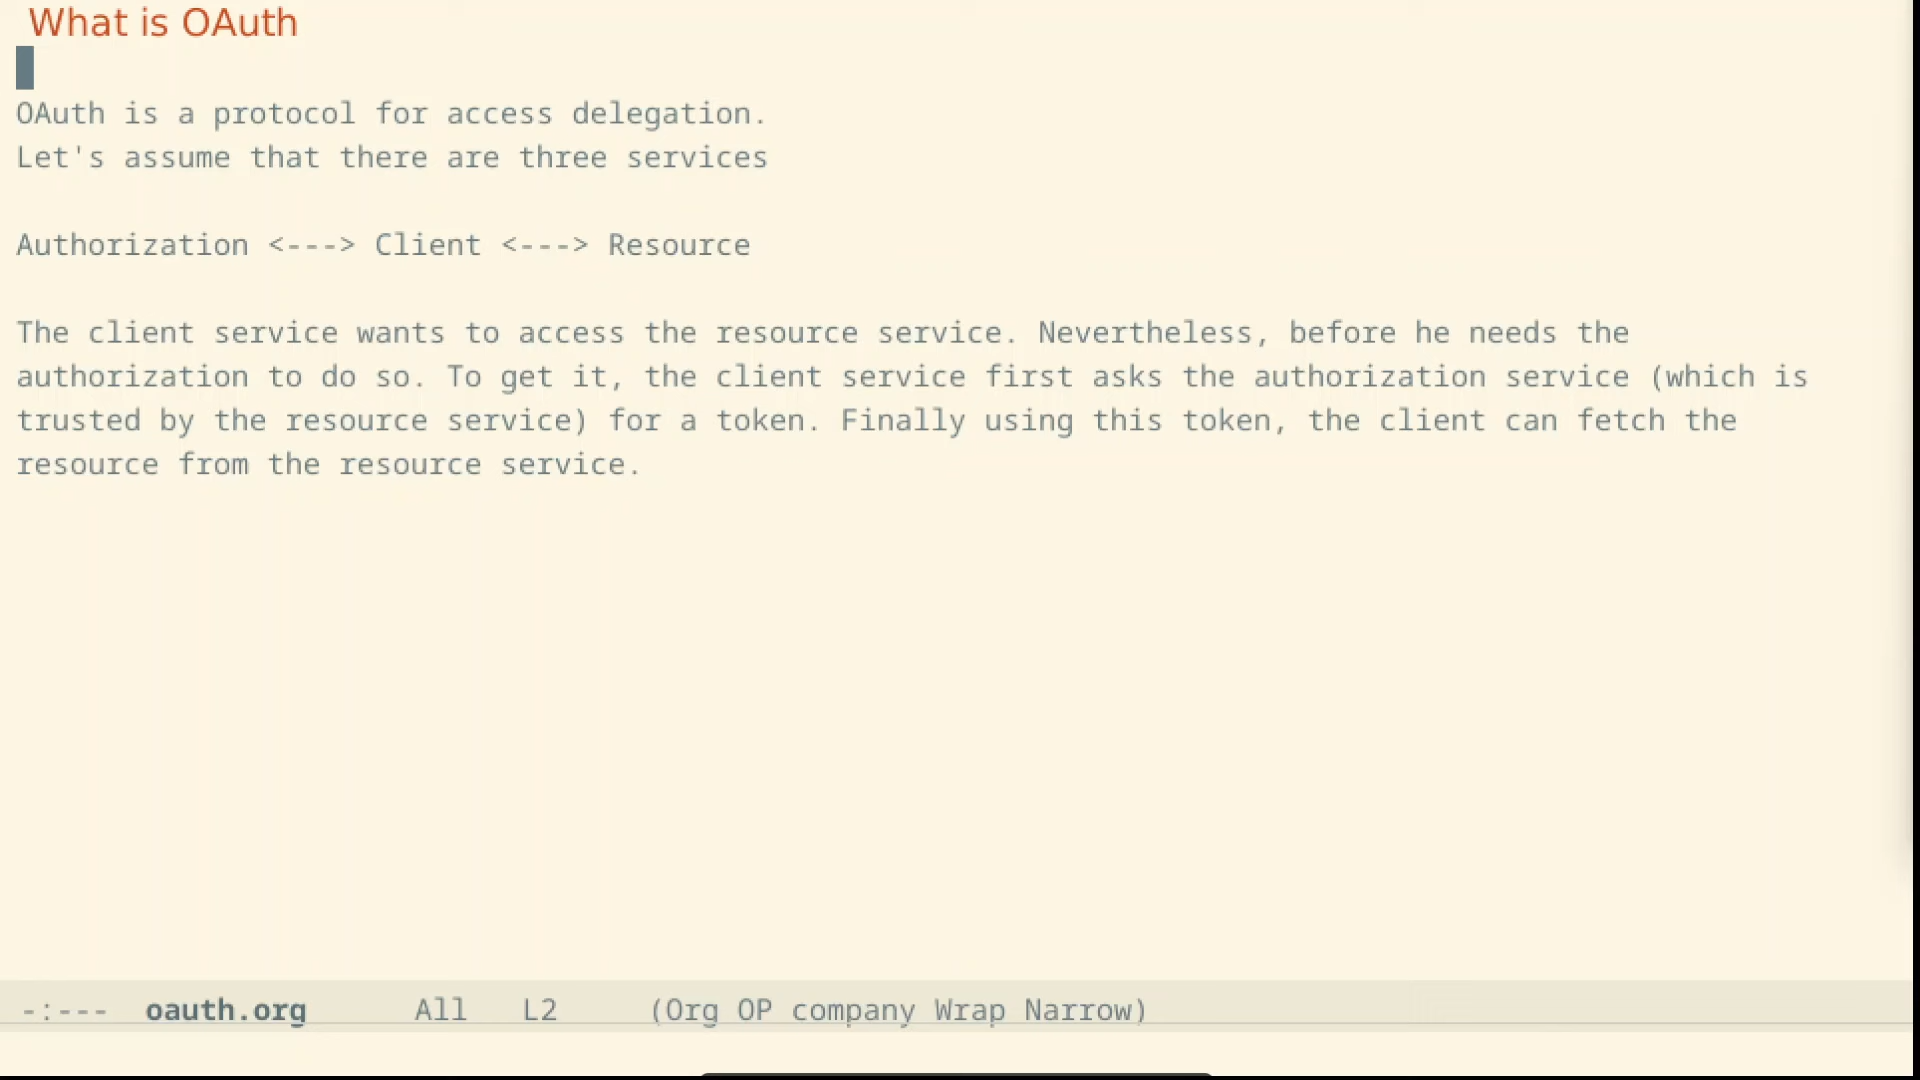 What is OAuth
OAuth is a protocol for access delegation.
Let's assume that there are three services
Authorization <---> Client <---> Resource
The client service wants to access the resource service. Nevertheless, before he needs the
authorization to do so. To get it, the client service first asks the authorization service (which is
trusted by the resource service) for a token. Finally using this token, the client can fetch the
resource from the resource service.
-:--- oauth.org All L2 (Org OP company Wrap Narrow)